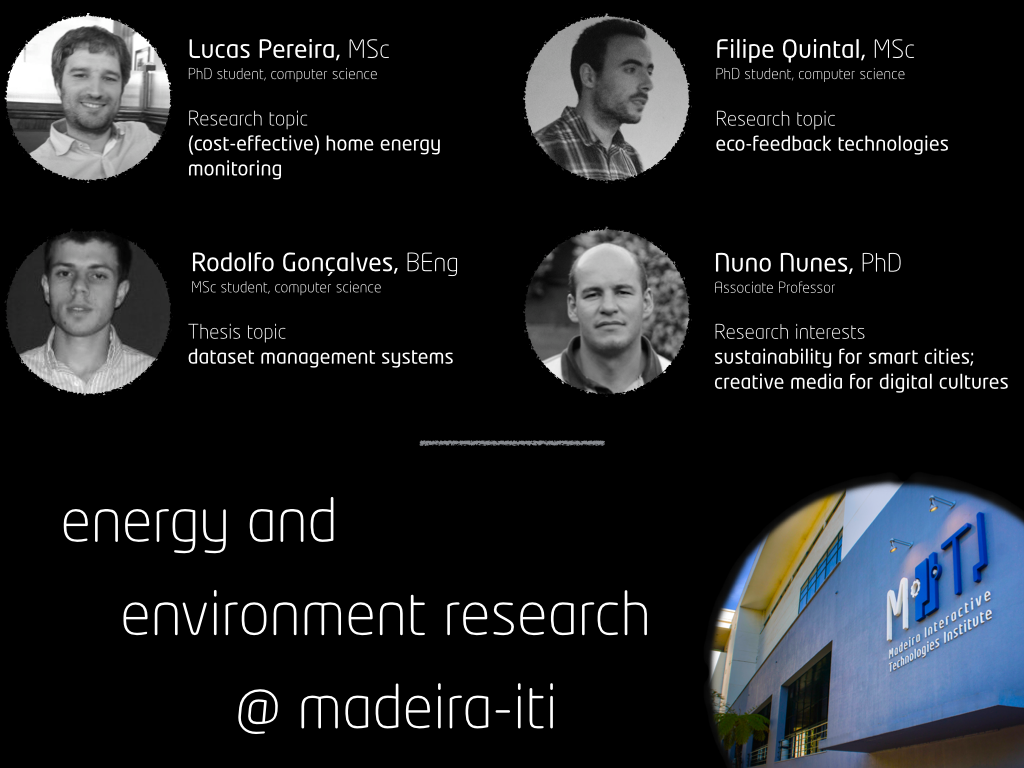 Lucas Pereira, MSc
PhD student, computer science
Research topic
(cost-effective) home energy
monitoring
Filipe Quintal, MSc
PhD student, computer science
Research topic
eco-feedback technologies
Rodolfo Gonçalves, BEng
MSc student, computer science
Thesis topic
dataset management systems
Nuno Nunes, PhD
Associate Professor
Research interests
sustainability for smart cities;
creative media for digital cultures
energy and
environment research
@ madeira-iti
M ITI
Madeira Interactive
Technologies Institute